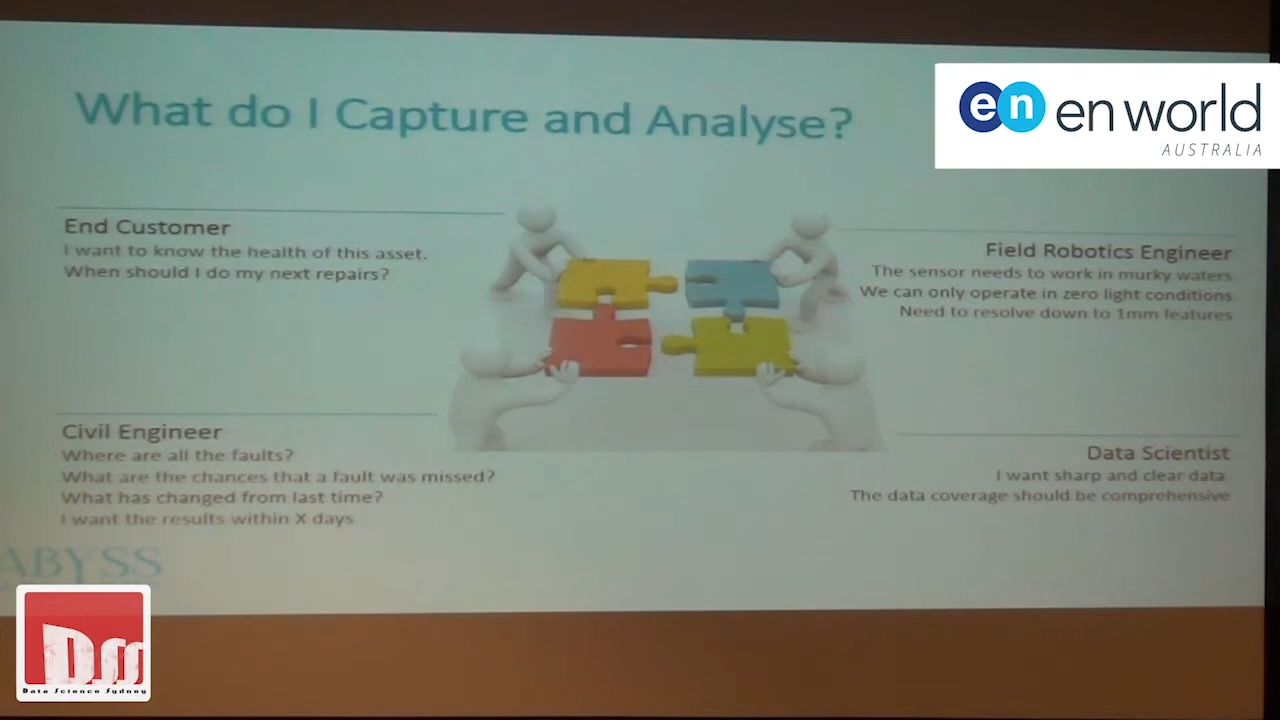 What do I Capture and Analyse?
en en world
AUSTRALIA
End Customer
I want to know the health of this asset.
When should I do my next repairs?
Field Robotics Engineer
The sensor needs to work in murky waters
We can only operate in zero light conditions
Need to resolve down to 1mm features
Civil Engineer
Where are all the faults?
What are the chances that a fault was missed?
What has changed from last time?
I want the results within X days
Data Scientist
I want sharp and clear data
The data coverage should be comprehensive
ABYSS
DSS
Data Science Sydney